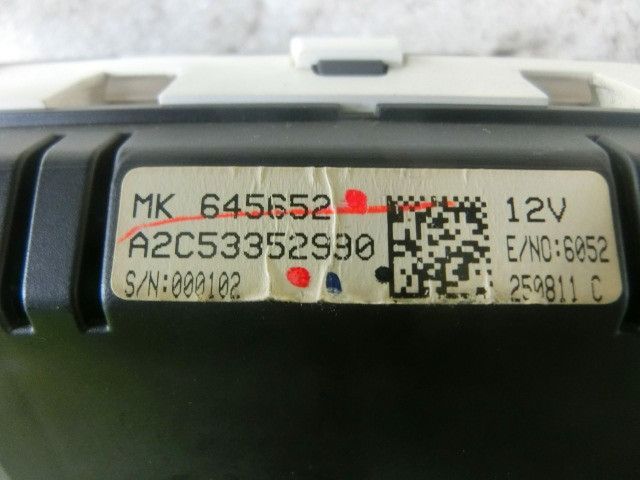 MK 645652
A2C53352990
S/N:000102
12V
E/NO:6052
250811 C